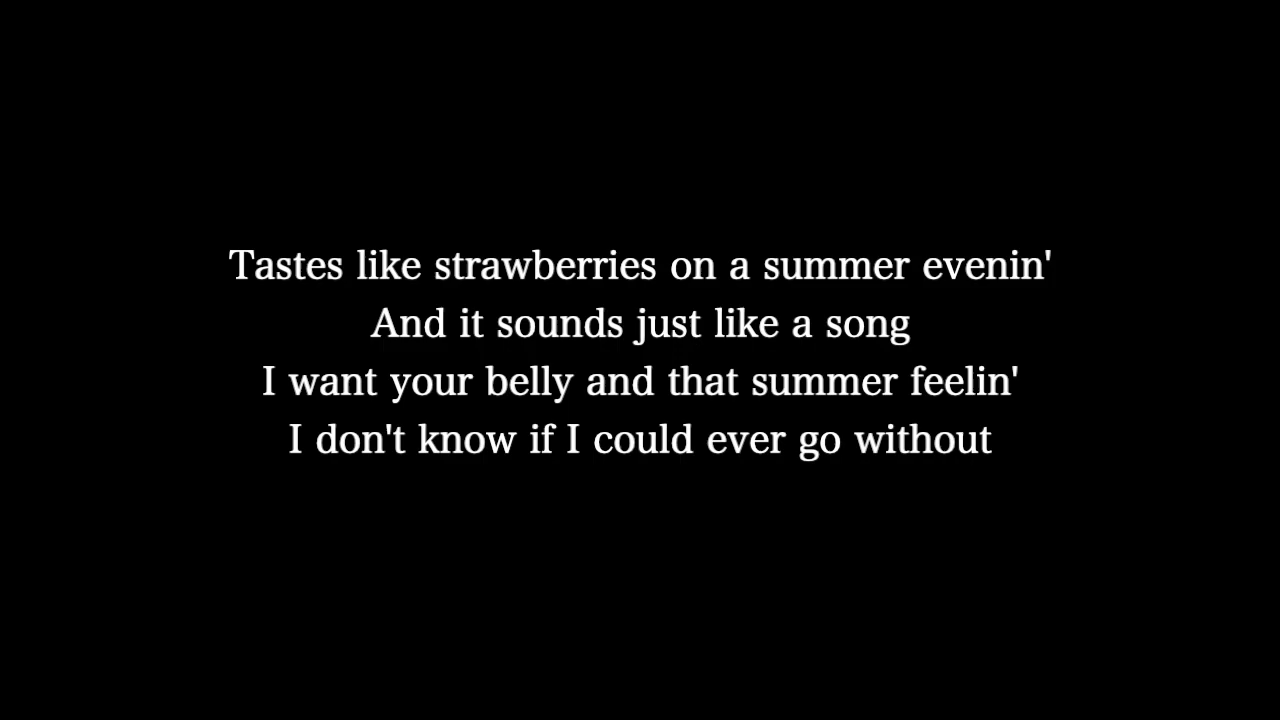 Tastes like strawberries on a summer evenin'
And it sounds just like a song
I want your belly and that summer feelin'
I don't know if I could ever go without